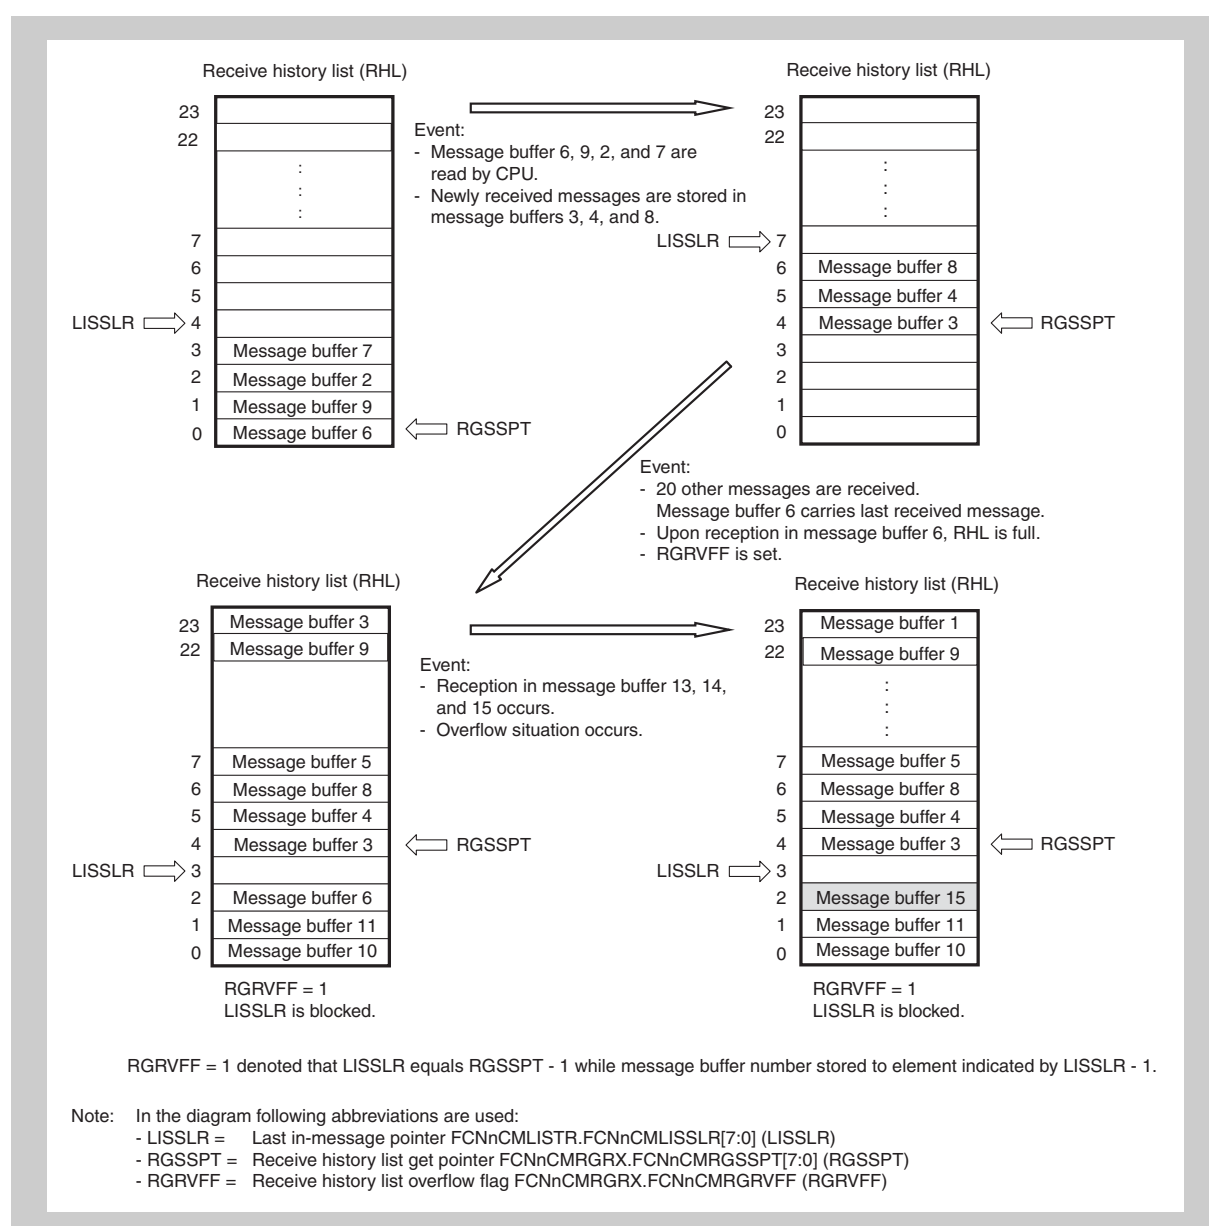 Receive history list (RHL)
23
22
:
:
:
7
6
5
LISSLR 4
3 Message buffer 7
2 Message buffer 2
1 Message buffer 9
0 Message buffer 6 RGSSPT
Event:
- Message buffer 6, 9, 2, and 7 are
read by CPU.
- Newly received messages are stored in
message buffers 3, 4, and 8.
Receive history list (RHL)
23
22
:
:
:
LISSLR 7
6 Message buffer 8
5 Message buffer 4
4 Message buffer 3 RGSSPT
3
2
1
0
Event:
- 20 other messages are received.
Message buffer 6 carries last received message.
- Upon reception in message buffer 6, RHL is full.
- RGRVFF is set.
Receive history list (RHL)
23 Message buffer 3
22 Message buffer 9
7 Message buffer 5
6 Message buffer 8
5 Message buffer 4
4 Message buffer 3 RGSSPT
LISSLR 3
2 Message buffer 6
1 Message buffer 11
0 Message buffer 10
RGRVFF = 1
LISSLR is blocked.
Event:
- Reception in message buffer 13, 14,
and 15 occurs.
- Overflow situation occurs.
Receive history list (RHL)
23 Message buffer 1
22 Message buffer 9
:
:
:
7 Message buffer 5
6 Message buffer 8
5 Message buffer 4
4 Message buffer 3 RGSSPT
LISSLR 3
2 Message buffer 15
1 Message buffer 11
0 Message buffer 10
RGRVFF = 1
LISSLR is blocked.
RGRVFF = 1 denoted that LISSLR equals RGSSPT - 1 while message buffer number stored to element indicated by LISSLR - 1.
Note: In the diagram following abbreviations are used:
- LISSLR = Last in-message pointer FCNnCMLISTR.FCNnCMLISSLR[7:0] (LISSLR)
- RGSSPT = Receive history list get pointer FCNnCMRGRX.FCNnCMRGSSPT[7:0] (RGSSPT)
- RGRVFF = Receive history list overflow flag FCNnCMRGRX.FCNnCMRGRVFF (RGRVFF)